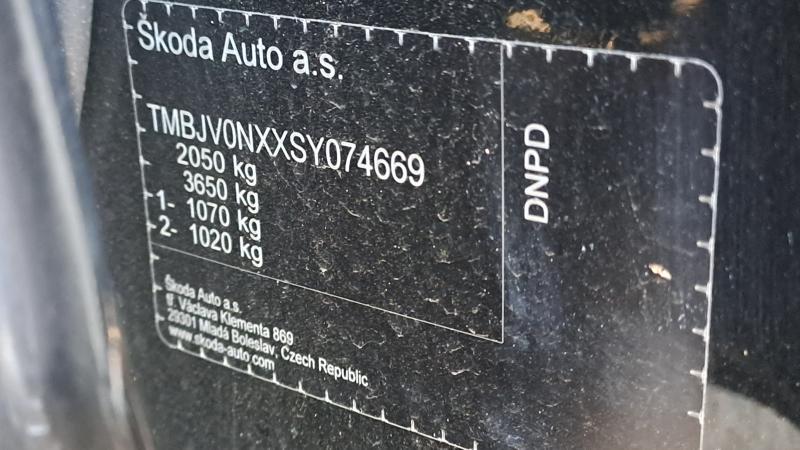 Škoda Auto a.s.
TMBJV0NXXSY074669
2050 kg
3650 kg
1- 1070 kg
2- 1020 kg
DNPD
Škoda Auto a.s.
tř. Václava Klementa 869
29301 Mladá Boleslav, Czech Republic
www.skoda-auto.com